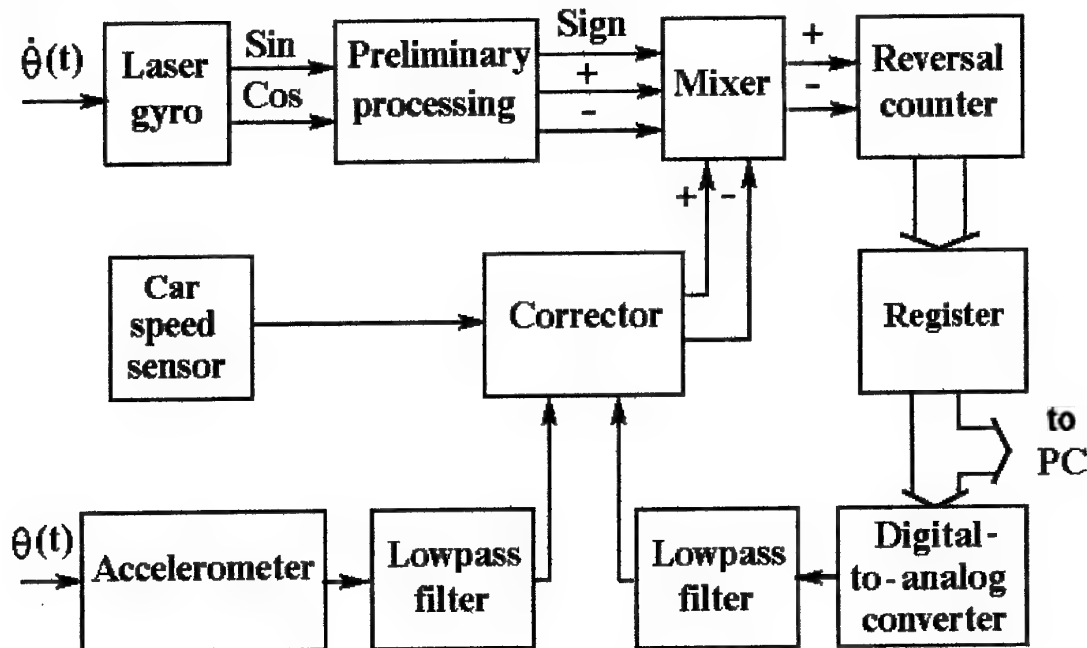 θ̇(t)
Laser
gyro
Sin
Cos
Preliminary
processing
Sign
+
-
Mixer
+
-
Reversal
counter
+ -
Car
speed
sensor
Corrector
Register
to
PC
θ(t)
Accelerometer
Lowpass
filter
Lowpass
filter
Digital-
to-analog
converter